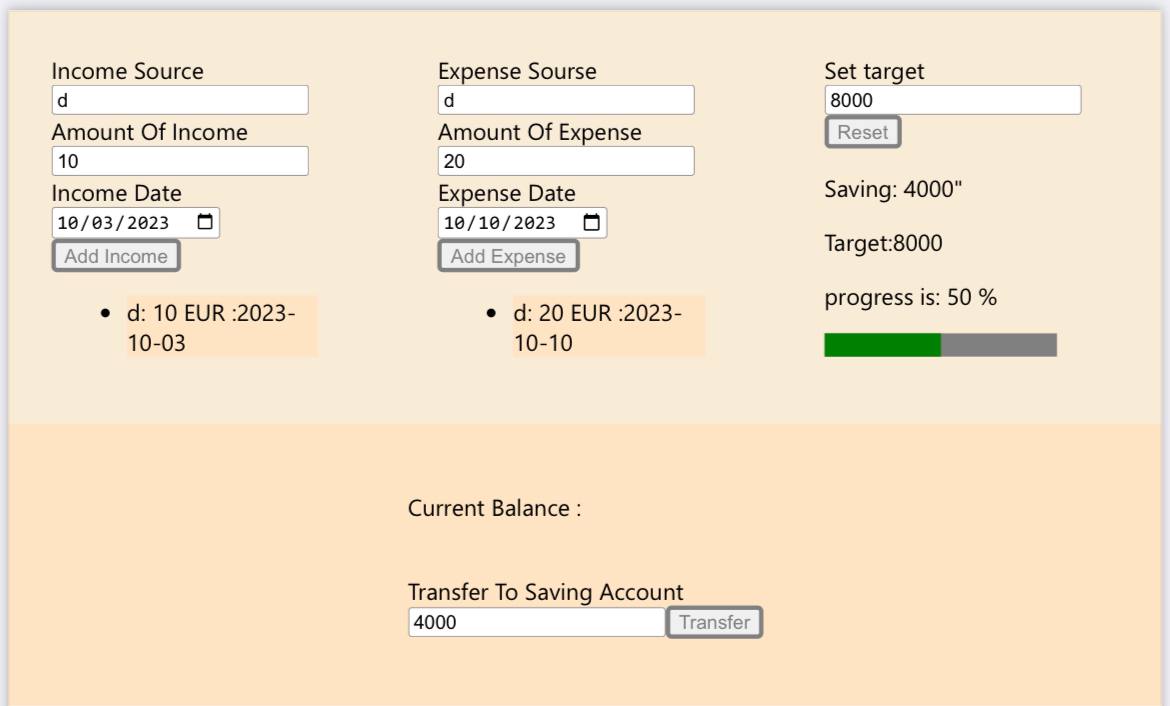 Income Source
d
Amount Of Income
10
Income Date
10/03/2023
Add Income
d: 10 EUR :2023-
10-03
Expense Sourse
d
Amount Of Expense
20
Expense Date
10/10/2023
Add Expense
d: 20 EUR :2023-
10-10
Set target
8000
Reset
Saving: 4000"
Target:8000
progress is: 50 %
Current Balance :
Transfer To Saving Account
4000
Transfer